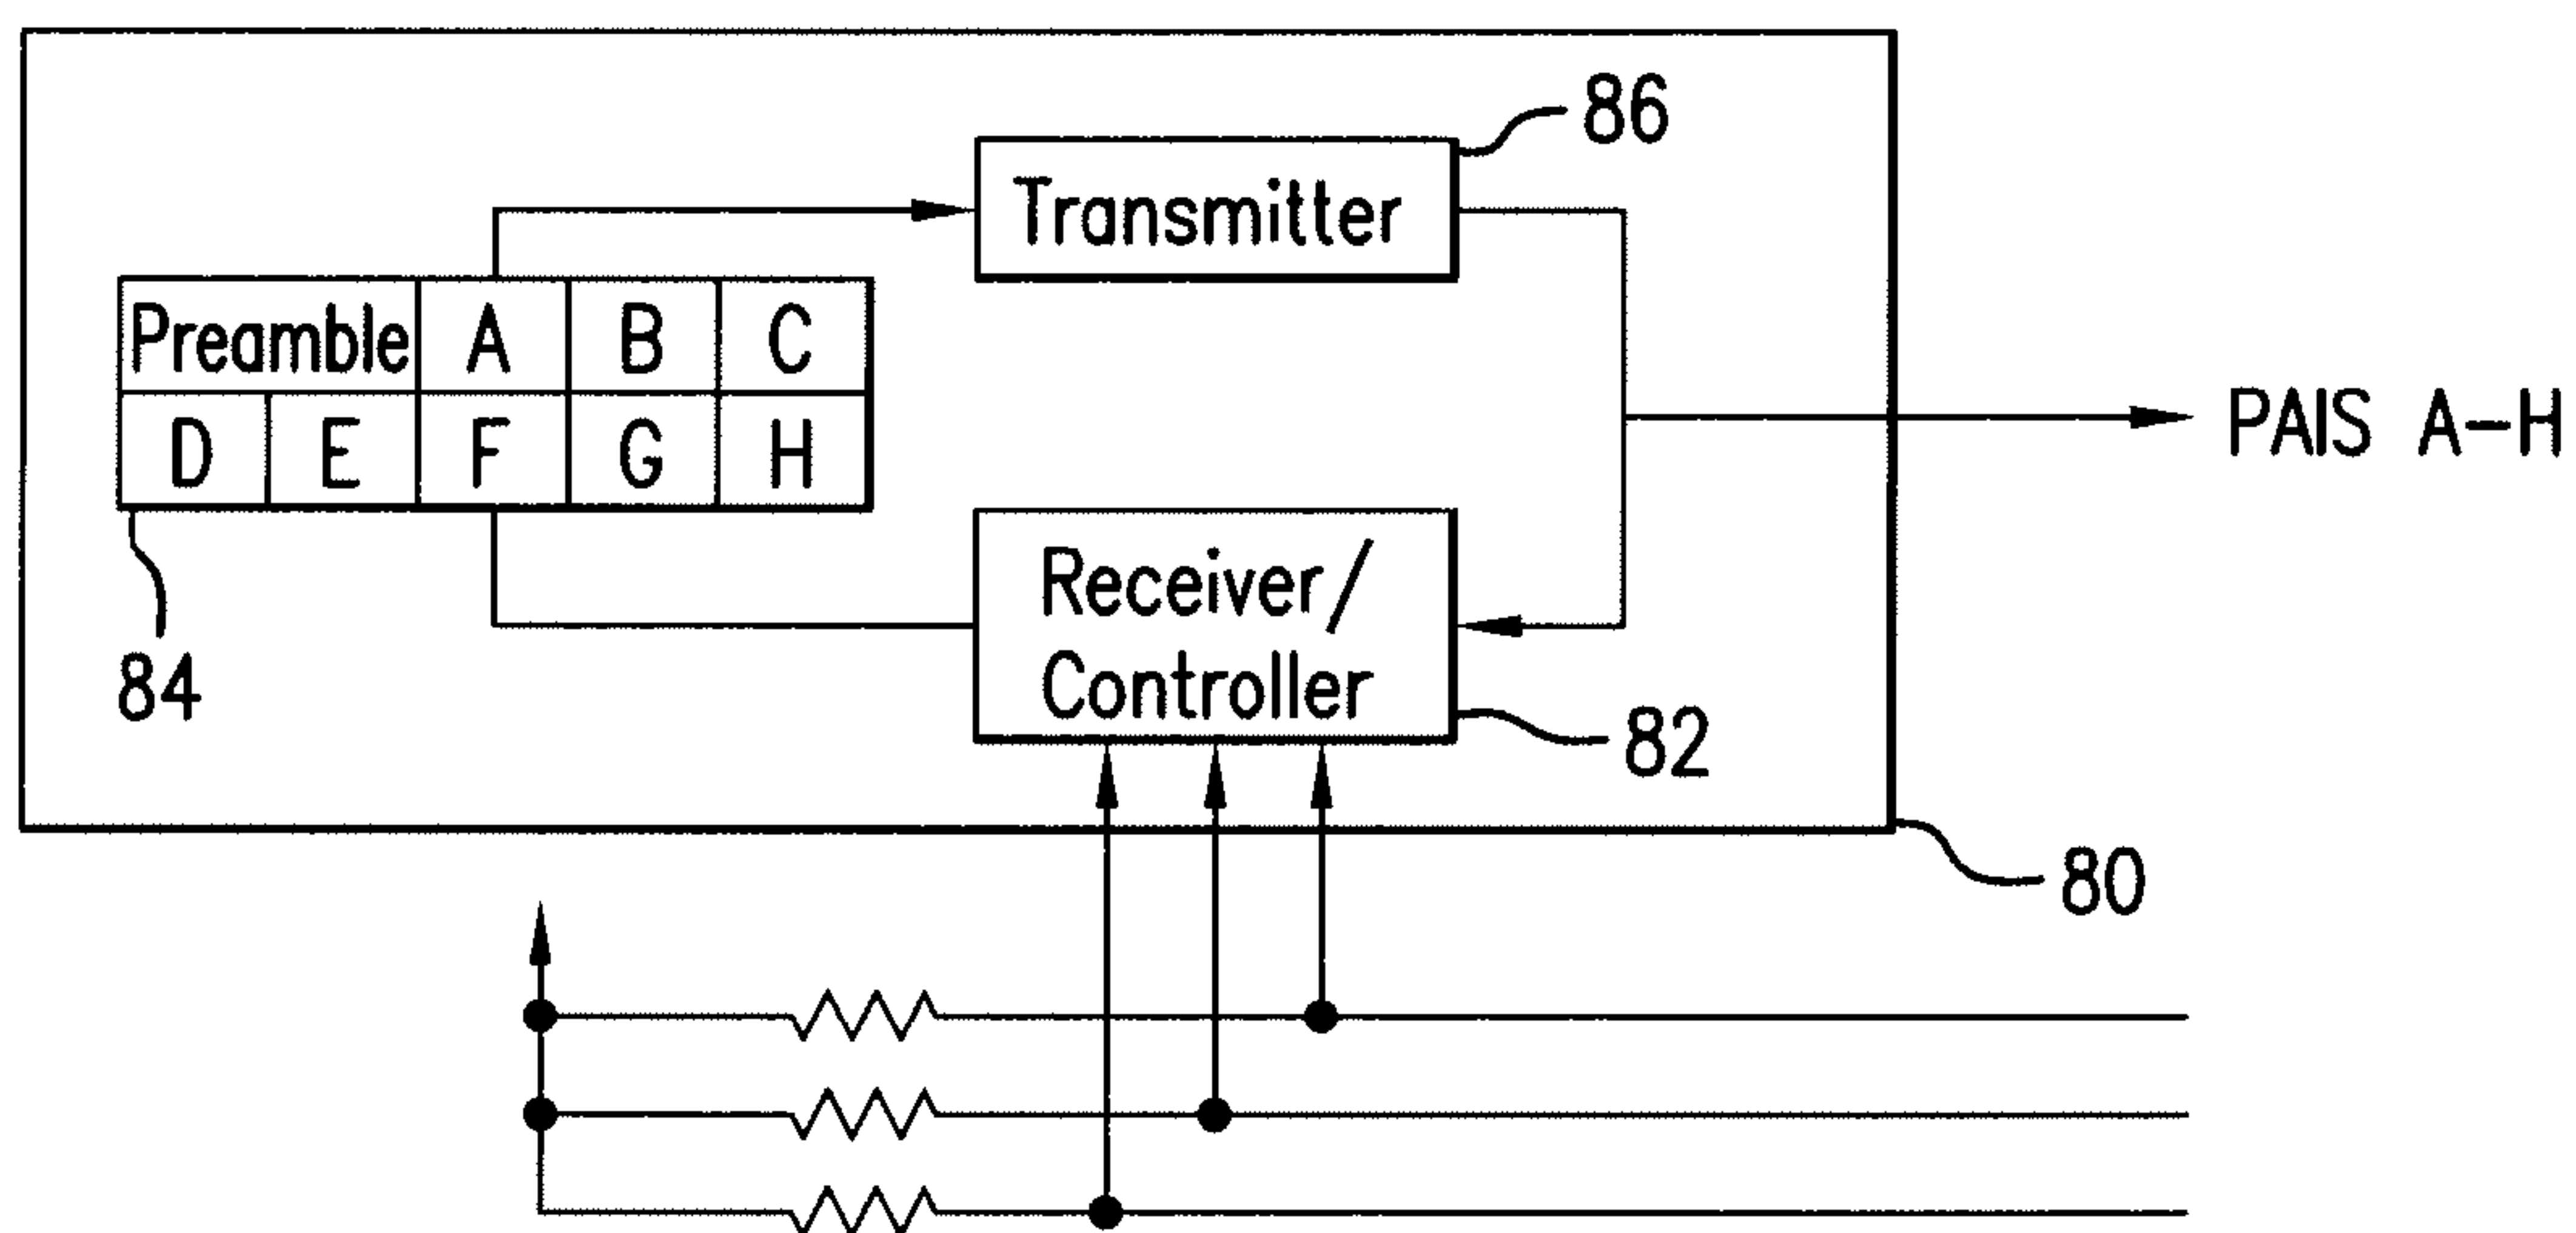 86
Transmitter
Preamble A B C
D E F G H
PAIS A-H
Receiver/
Controller
84
82
80